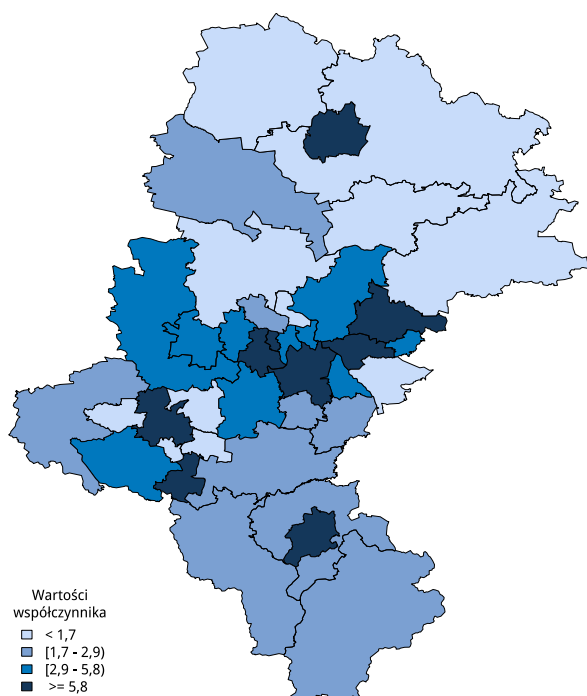 Wartości
współczynnika
< 1,7
[1,7 - 2,9)
[2,9 - 5,8)
>= 5,8